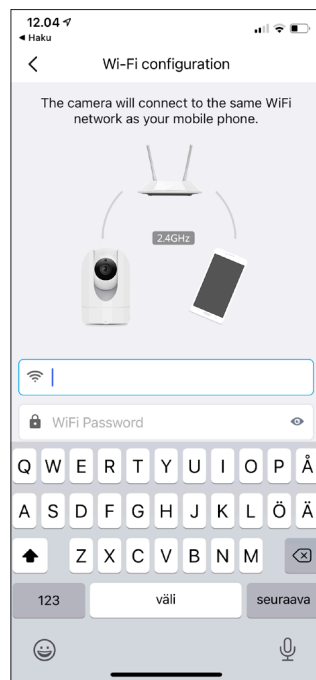 12.04
◀ Haku
Wi-Fi configuration
The camera will connect to the same WiFi
network as your mobile phone.
2.4GHz
WiFi Password
Q W E R T Y U I O P Å
A S D F G H J K L Ö Ä
Z X C V B N M
123 väli seuraava